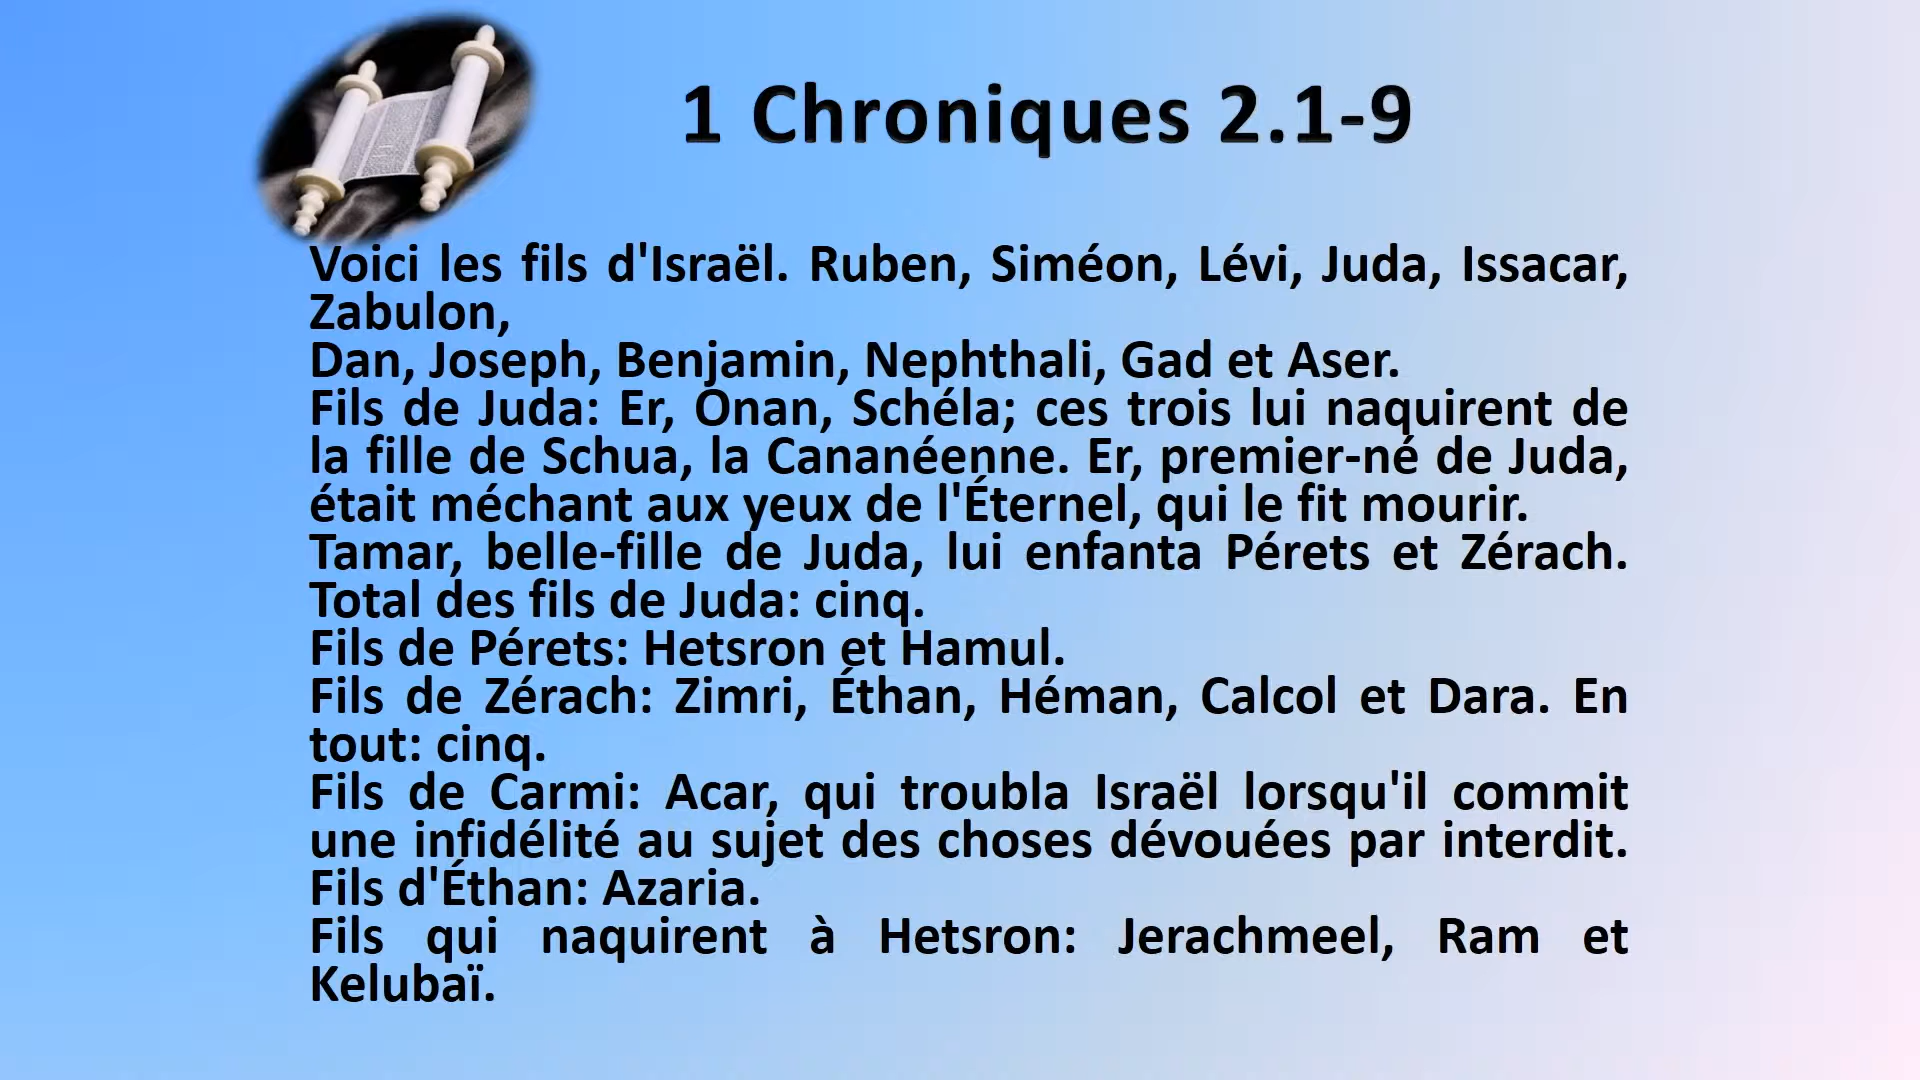 1 Chroniques 2.1-9
Voici les fils d'Israël. Ruben, Siméon, Lévi, Juda, Issacar,
Zabulon,
Dan, Joseph, Benjamin, Nephthali, Gad et Aser.
Fils de Juda: Er, Onan, Schéla; ces trois lui naquirent de
la fille de Schua, la Cananéenne. Er, premier-né de Juda,
était méchant aux yeux de l'Éternel, qui le fit mourir.
Tamar, belle-fille de Juda, lui enfanta Pérets et Zérach.
Total des fils de Juda: cinq.
Fils de Pérets: Hetsron et Hamul.
Fils de Zérach: Zimri, Éthan, Héman, Calcol et Dara. En
tout: cinq.
Fils de Carmi: Acar, qui troubla Israël lorsqu'il commit
une infidélité au sujet des choses dévouées par interdit.
Fils d'Éthan: Azaria.
Fils qui naquirent à Hetsron: Jerachmeel, Ram et
Kelubaï.